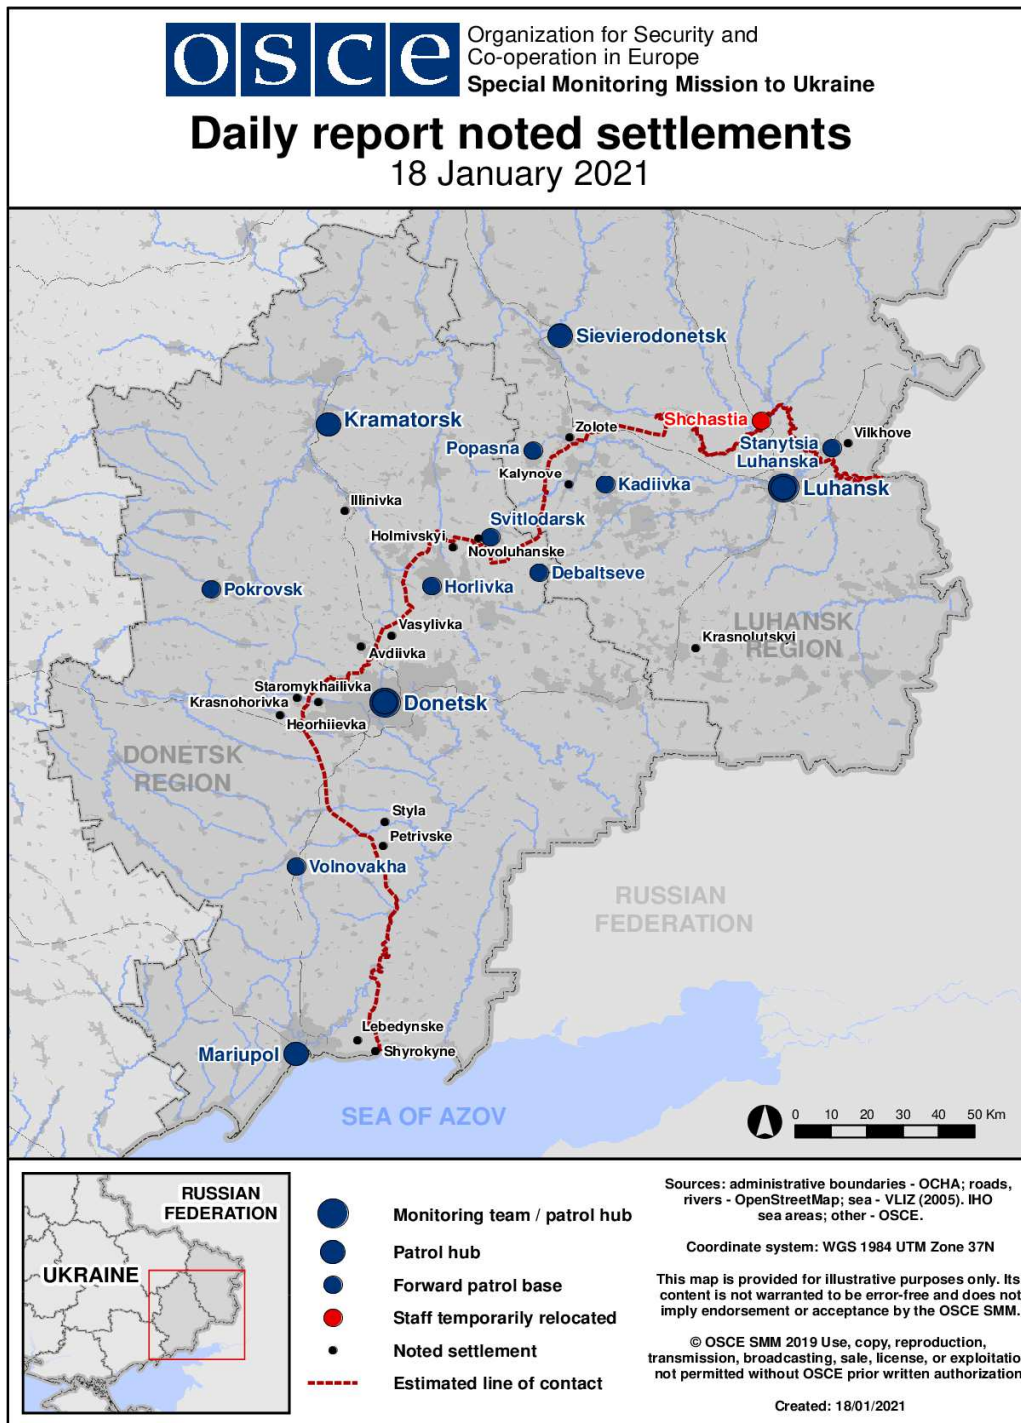 OSCE
Organization for Security and
Co-operation in Europe
Special Monitoring Mission to Ukraine
Daily report noted settlements
18 January 2021
Sievierodonetsk
Kramatorsk
Shchastia
Zolote
Vilkhove
Stanytsia
Luhanska
Popasna
Kalynove
Kadiivka
Luhansk
Illinivka
Svitlodarsk
Holmivskyi
Novoluhanske
Debaltseve
Horlivka
Pokrovsk
Vasylivka
LUHANSK
REGION
Krasnolutskyi
Avdiivka
Staromykhailivka
Krasnohorivka
Donetsk
Heorhiievka
DONETSK
REGION
Styla
Petrivske
Volnovakha
RUSSIAN
FEDERATION
Lebedynske
Shyrokyne
Mariupol
SEA OF AZOV
0 10 20 30 40 50 Km
RUSSIAN
FEDERATION
UKRAINE
Monitoring team / patrol hub
Patrol hub
Forward patrol base
Staff temporarily relocated
Noted settlement
Estimated line of contact
Sources: administrative boundaries - OCHA; roads,
rivers - OpenStreetMap; sea - VLIZ (2005). IHO
sea areas; other - OSCE.
Coordinate system: WGS 1984 UTM Zone 37N
This map is provided for illustrative purposes only. Its
content is not warranted to be error-free and does not
imply endorsement or acceptance by the OSCE SMM.
© OSCE SMM 2019 Use, copy, reproduction,
transmission, broadcasting, sale, license, or exploitatio
not permitted without OSCE prior written authorization
Created: 18/01/2021